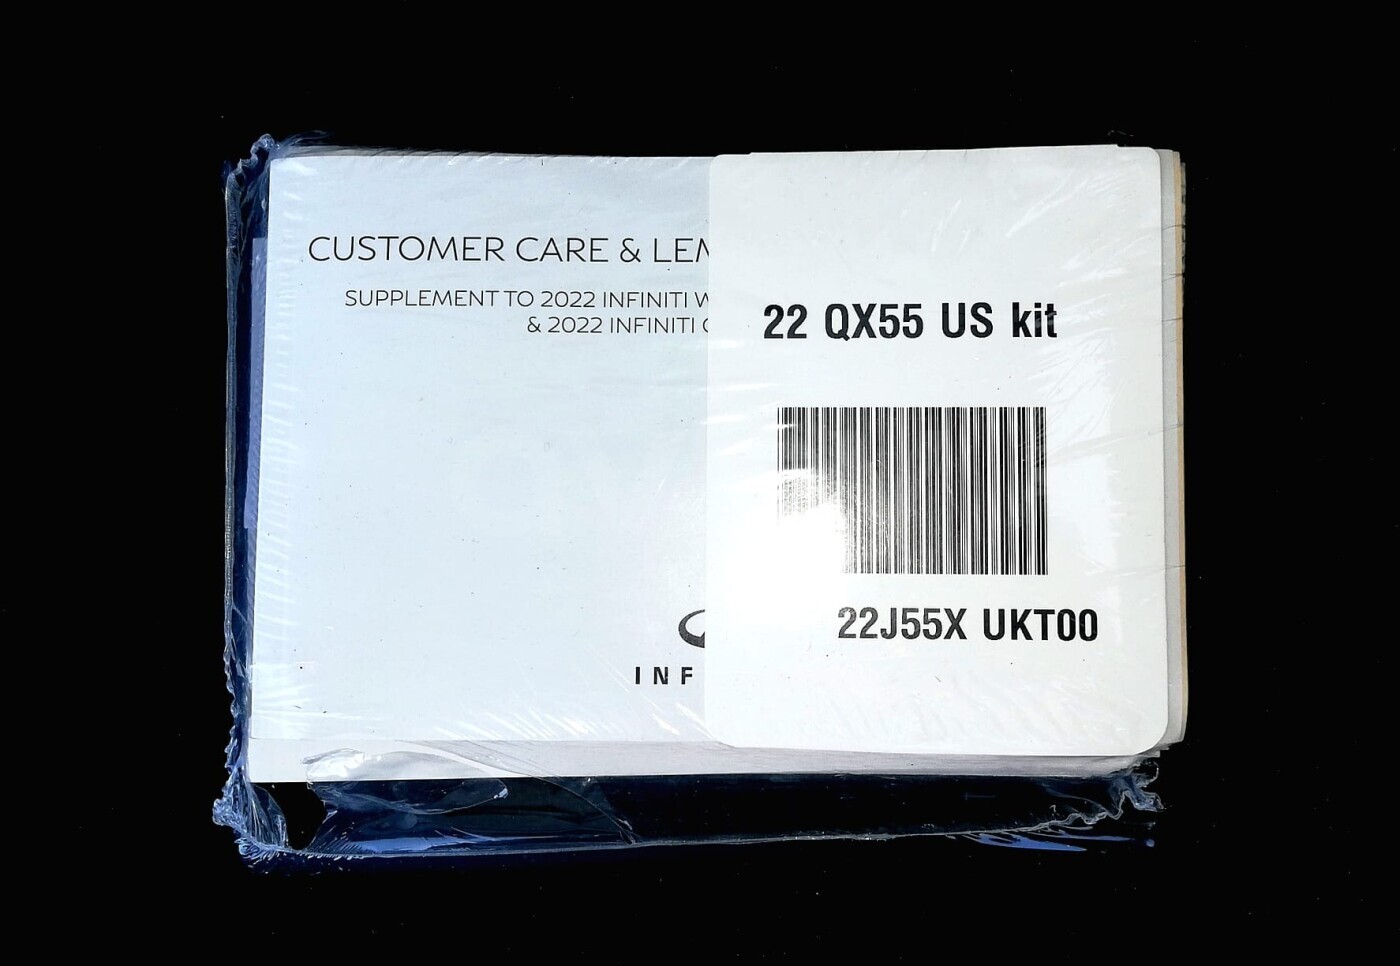 CUSTOMER CARE & LEM
SUPPLEMENT TO 2022 INFINITI W
& 2022 INFINITI
INF
22 QX55 US kit
22J55X UKT00